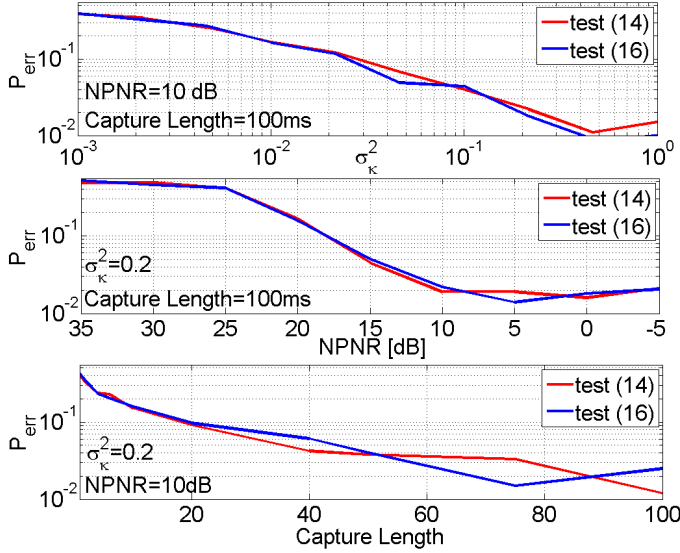 P_err
10^-1
10^-2
NPNR=10 dB
Capture Length=100ms
test (14)
test (16)
10^-3
10^-2
10^-1
10^0
σ_κ^2
P_err
10^-1
10^-2
σ_κ^2=0.2
Capture Length=100ms
test (14)
test (16)
35 30 25 20 15 10 5 0 -5
NPNR [dB]
P_err
10^-1
10^-2
σ_κ^2=0.2
NPNR=10dB
test (14)
test (16)
20 40 60 80 100
Capture Length